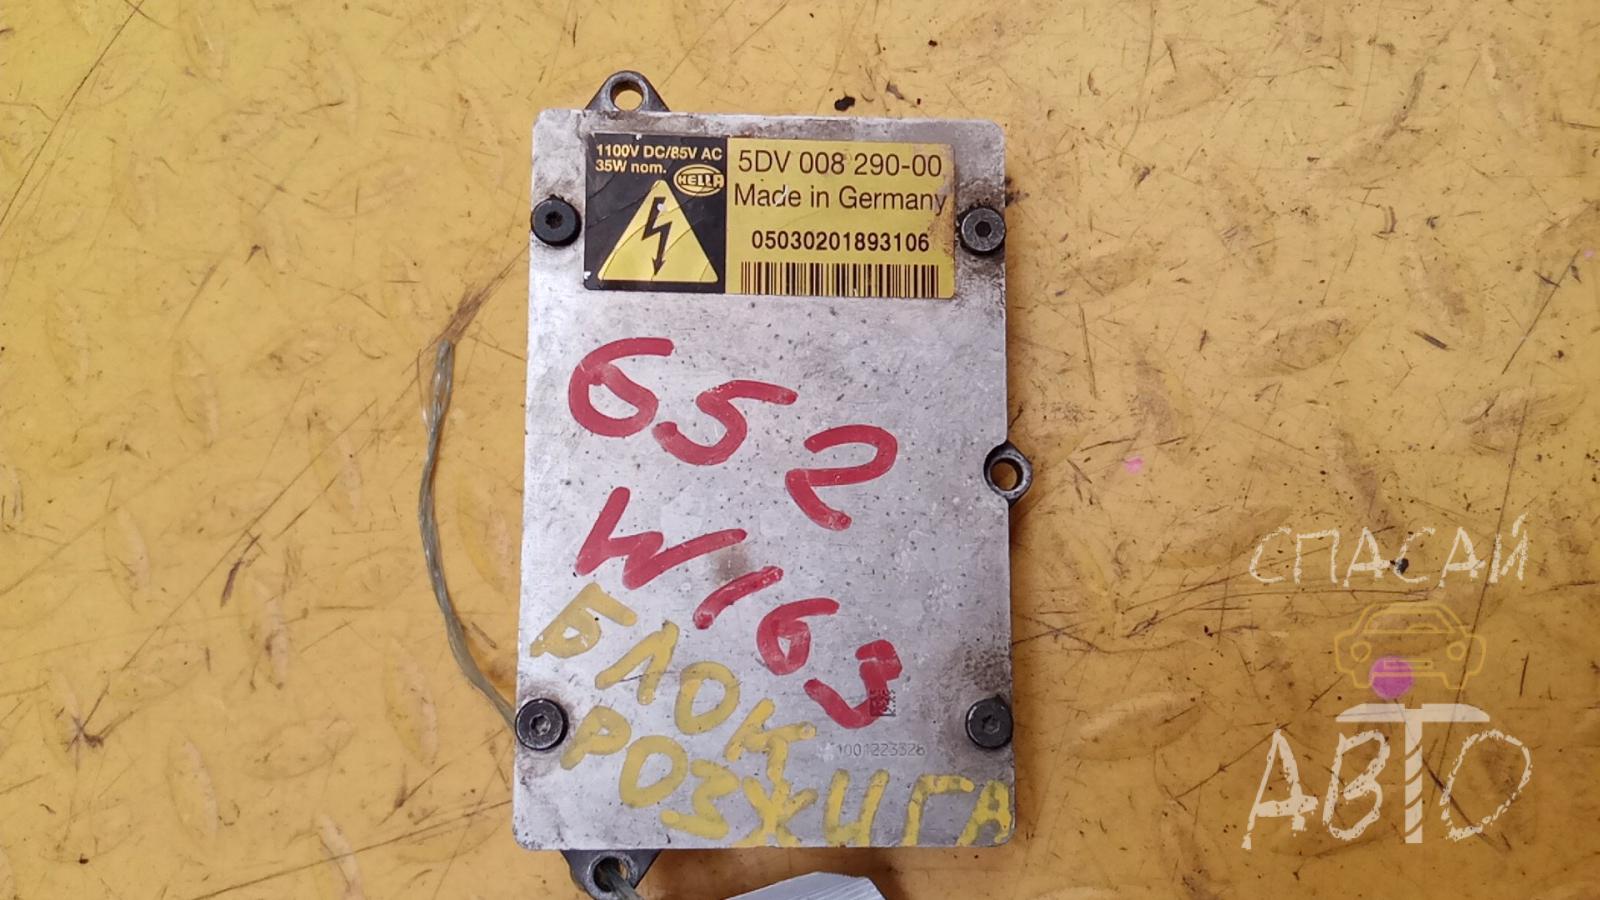 1100V DC/85V AC
35W nom.
HELLA
5DV 008 290-00
Made in Germany
05030201893106
652
W163
БЛОК
РОЗЖИГА
1001223326
СПАСАЙ
АВТО